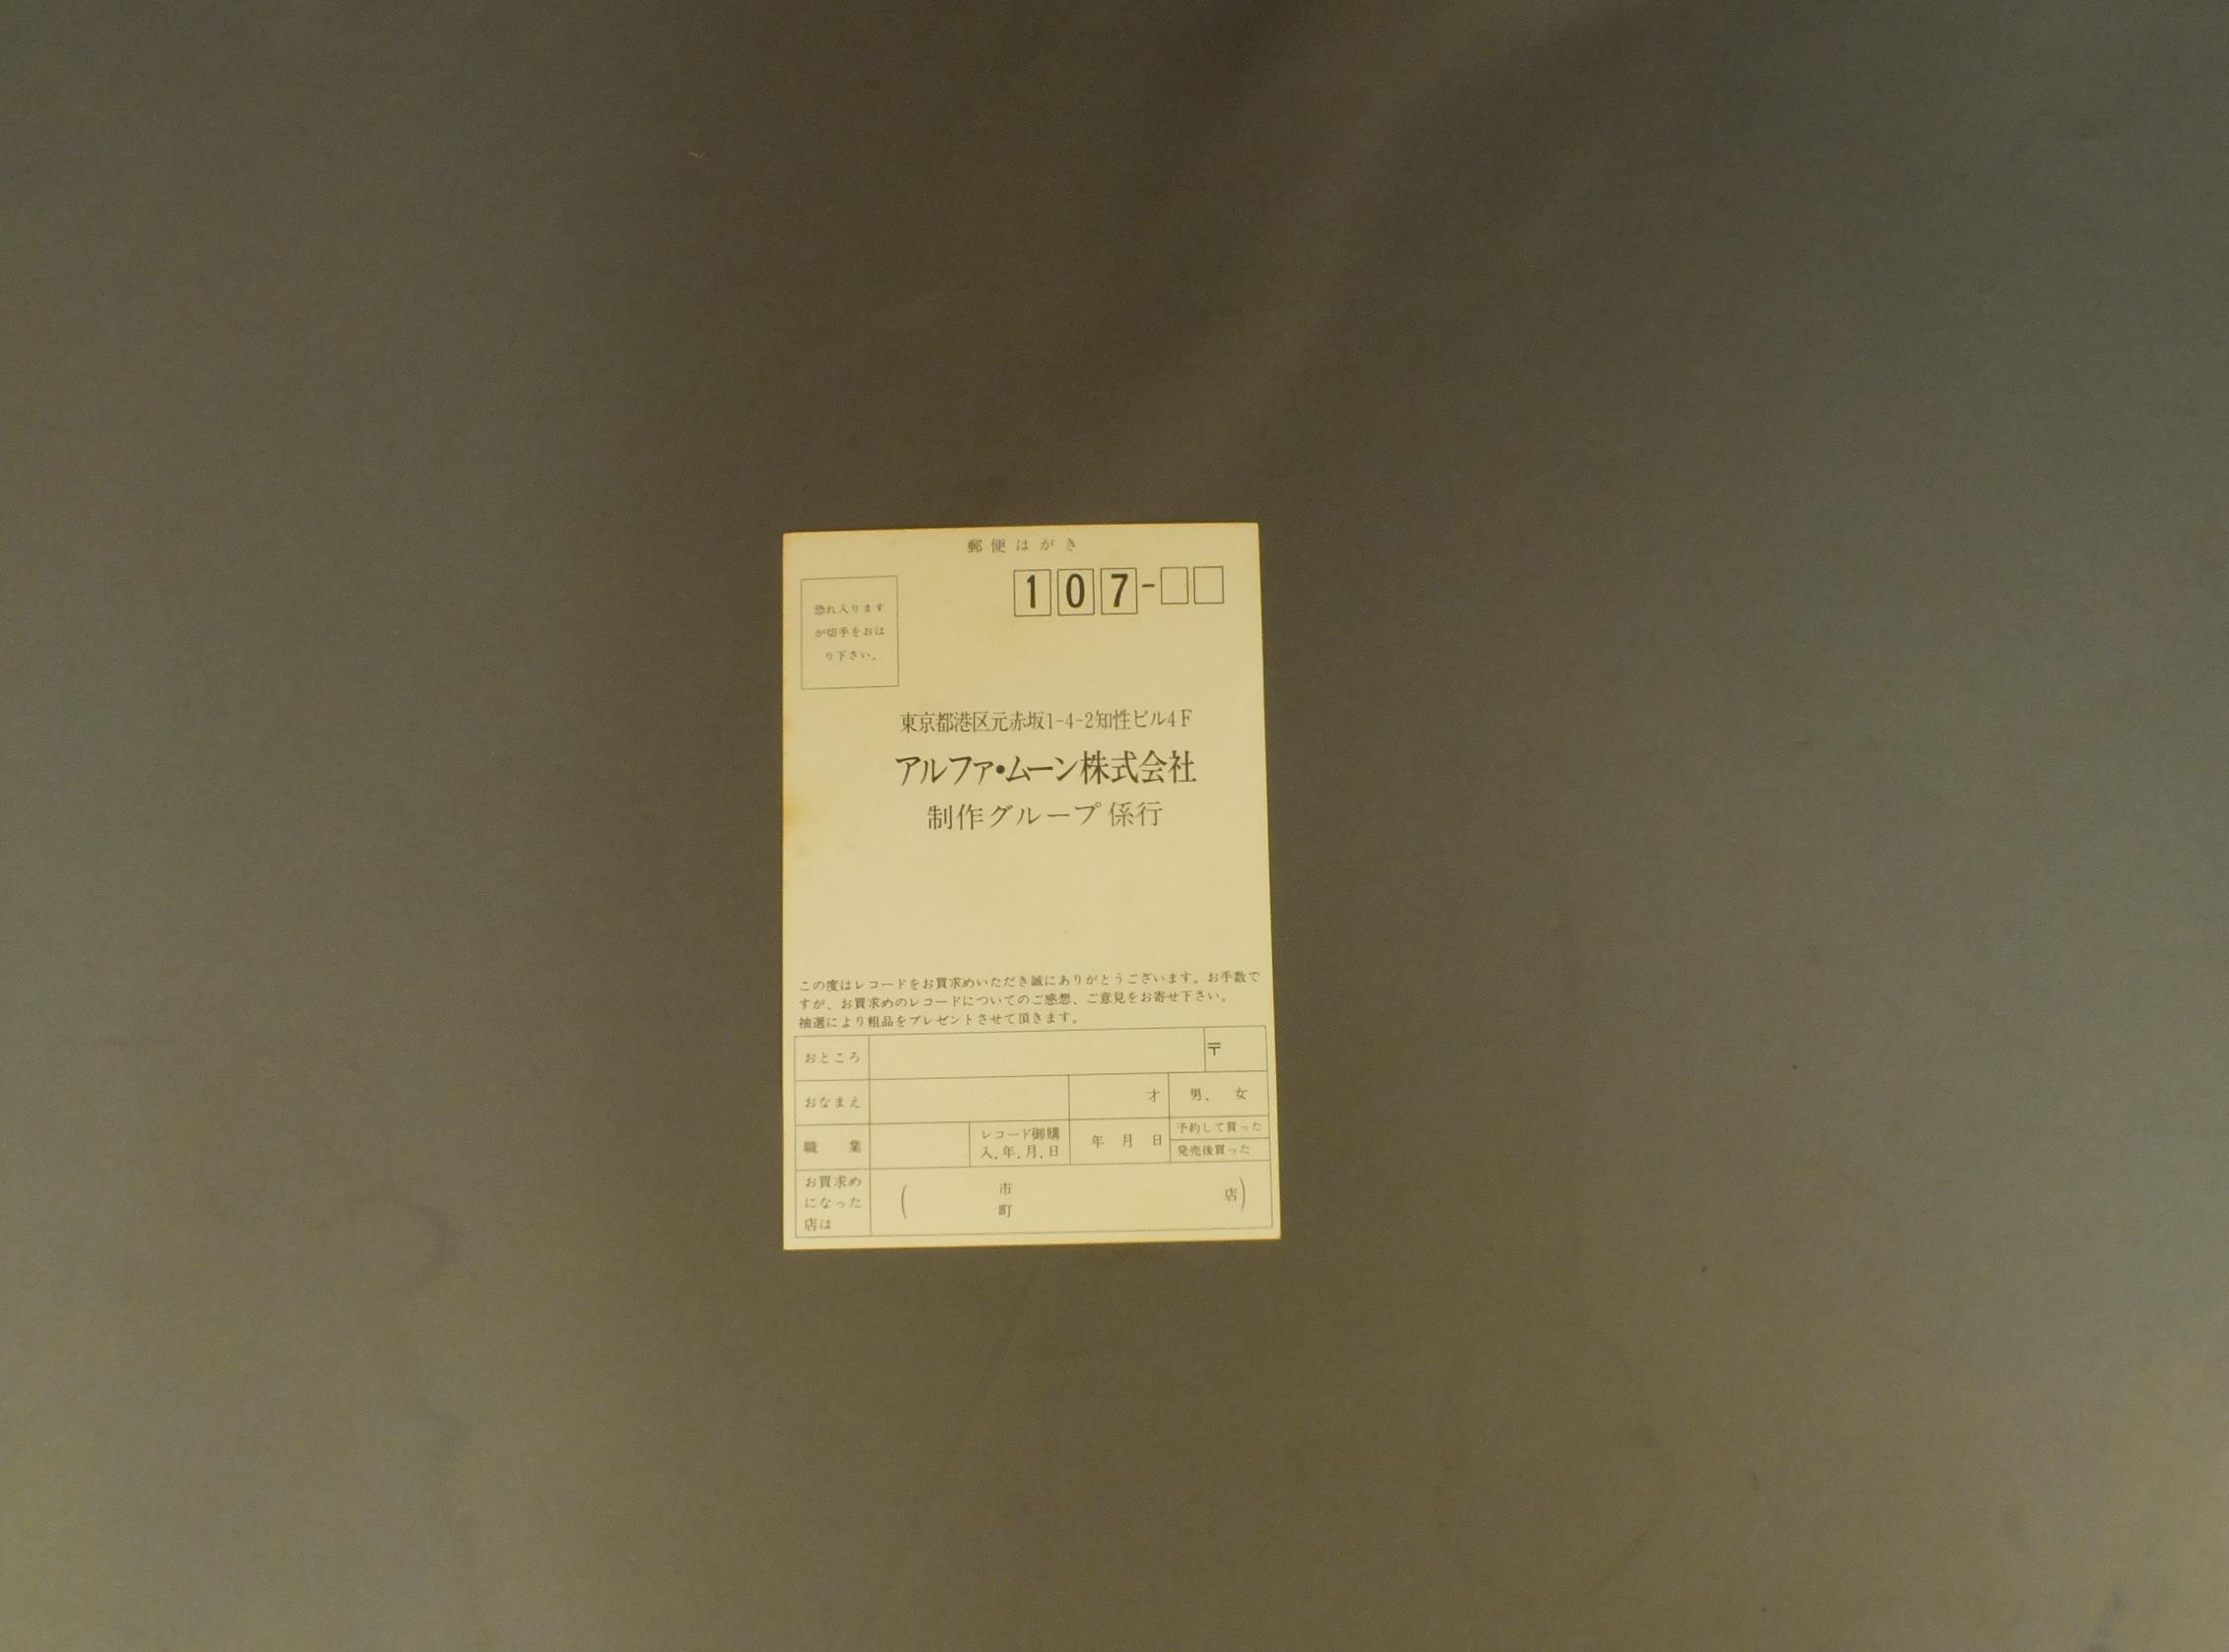 郵便はがき
107-
恐れ入ります
が切手をおは
り下さい。
東京都港区元赤坂1-4-2知性ビル4F
アルファ・ムーン株式会社
制作グループ係行
この度はレコードをお買求めいただき誠にありがとうございます。お手数で
すが、お買求めのレコードについてのご感想、ご意見をお寄せ下さい。
抽選により粗品をプレゼントさせて頂きます。
おところ 〒
おなまえ 才 男、 女
職 業 レコード御購 年 月 日 予約して買った
入.年.月.日 発売後買った
お買求め
になった
店は
( 市 店)
町